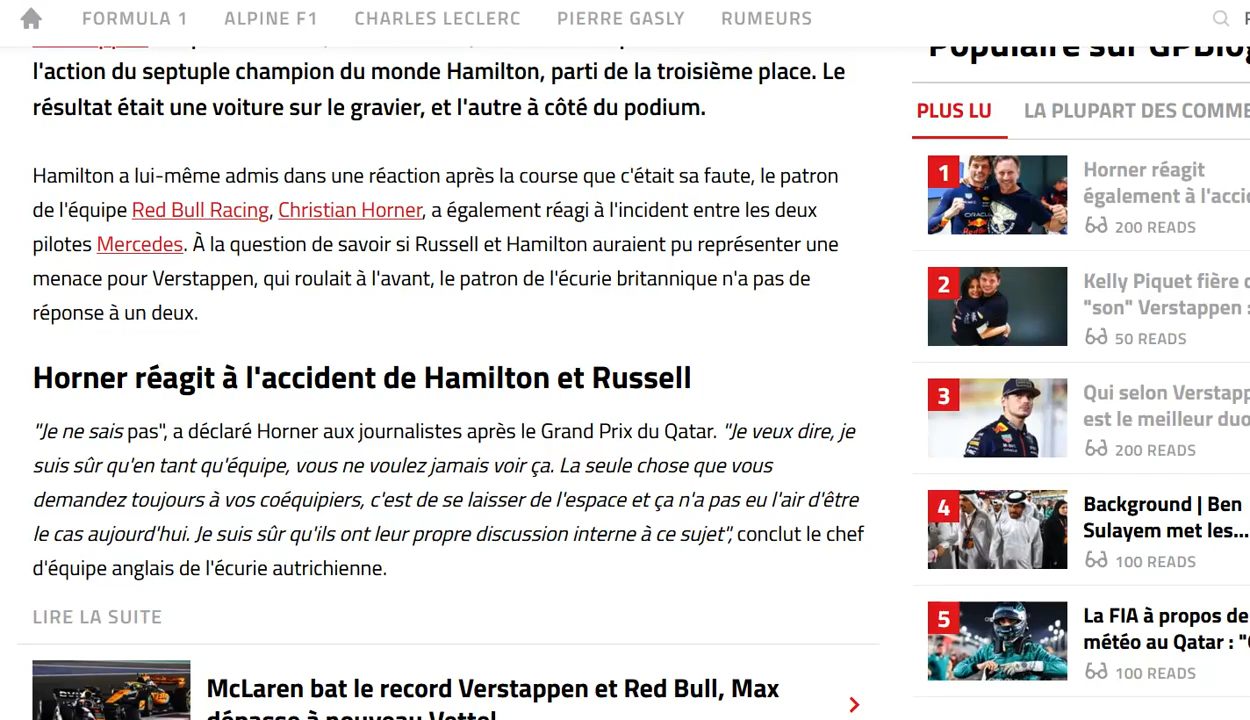 FORMULA 1 ALPINE F1 CHARLES LECLERC PIERRE GASLY RUMEURS
l'action du septuple champion du monde Hamilton, parti de la troisième place. Le
résultat était une voiture sur le gravier, et l'autre à côté du podium.
Hamilton a lui-même admis dans une réaction après la course que c'était sa faute, le patron
de l'équipe Red Bull Racing, Christian Horner, a également réagi à l'incident entre les deux
pilotes Mercedes. À la question de savoir si Russell et Hamilton auraient pu représenter une
menace pour Verstappen, qui roulait à l'avant, le patron de l'écurie britannique n'a pas de
réponse à un deux.
Horner réagit à l'accident de Hamilton et Russell
"Je ne sais pas", a déclaré Horner aux journalistes après le Grand Prix du Qatar. "Je veux dire, je
suis sûr qu'en tant qu'équipe, vous ne voulez jamais voir ça. La seule chose que vous
demandez toujours à vos coéquipiers, c'est de se laisser de l'espace et ça n'a pas eu l'air d'être
le cas aujourd'hui. Je suis sûr qu'ils ont leur propre discussion interne à ce sujet", conclut le chef
d'équipe anglais de l'écurie autrichienne.
LIRE LA SUITE
McLaren bat le record Verstappen et Red Bull, Max
dépasse à nouveau Vettel
Populaire sur GPBlog
PLUS LU LA PLUPART DES COMME
1
Horner réagit
également à l'accid
200 READS
2
Kelly Piquet fière d
"son" Verstappen :
50 READS
3
Qui selon Verstapp
est le meilleur duo
200 READS
4
Background | Ben
Sulayem met les...
100 READS
5
La FIA à propos de
météo au Qatar : "
100 READS